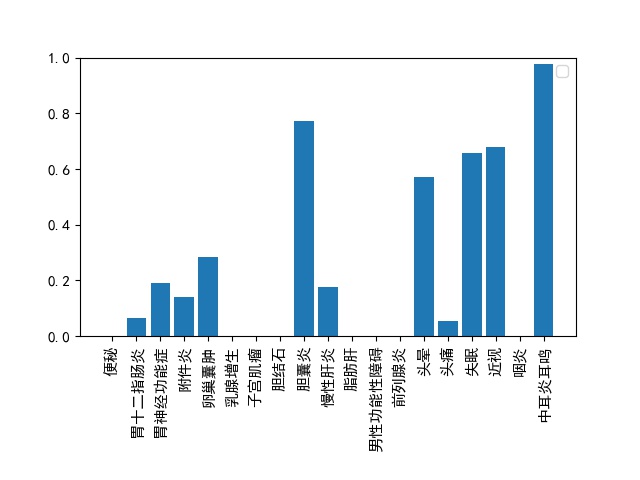 1.0
0.8
0.6
0.4
0.2
0.0
便秘
胃十二指肠炎
胃神经功能症
附件炎
卵巢囊肿
乳腺增生
子宫肌瘤
胆结石
胆囊炎
慢性肝炎
脂肪肝
男性功能性障碍
前列腺炎
头晕
头痛
失眠
近视
咽炎
中耳炎耳鸣